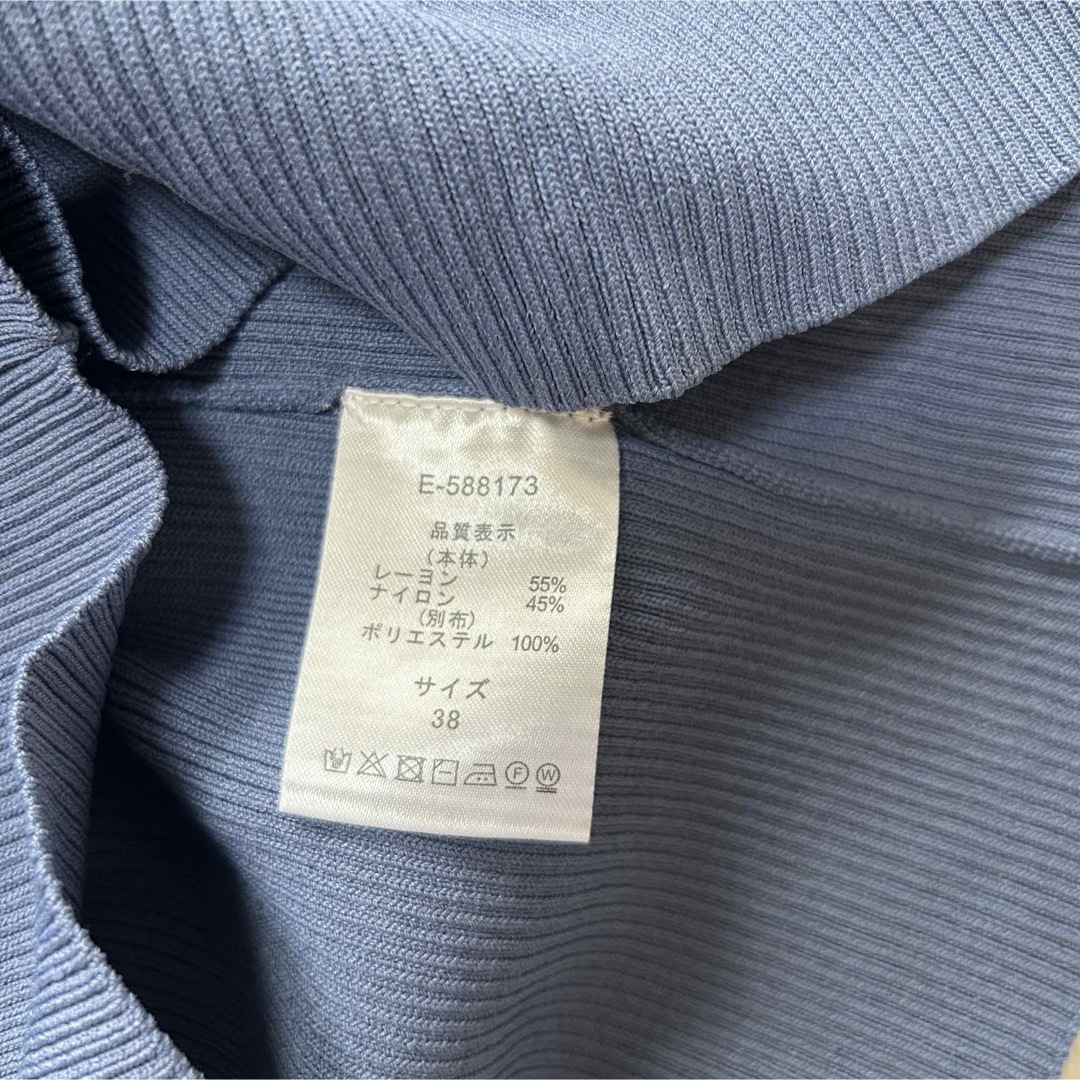 E-588173
品質表示
(本体)
レーヨン 55%
ナイロン 45%
(別布)
ポリエステル 100%
サイズ
38
F W